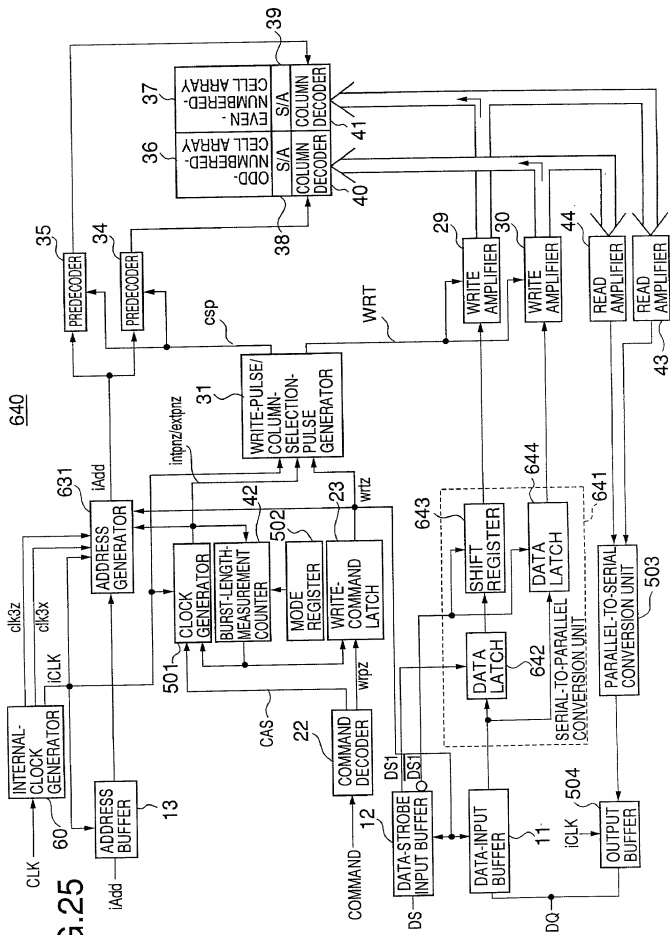 G.25
640
CLK
INTERNAL-
CLOCK
GENERATOR
60
clk3z
clk3x
iCLK
iAdd
ADDRESS
BUFFER
13
631
ADDRESS
GENERATOR
iAdd
35
PREDECODER
34
PREDECODER
37
EVEN-
NUMBERED-
CELL ARRAY
39
S/A
COLUMN
DECODER
41
36
ODD-
NUMBERED-
CELL ARRAY
38
S/A
COLUMN
DECODER
40
COMMAND
22
COMMAND
DECODER
CAS
wrpz
501
CLOCK
GENERATOR
42
BURST-LENGTH-
MEASUREMENT
COUNTER
502
MODE
REGISTER
23
WRITE-
COMMAND
LATCH
intpnz/extpnz
wrtz
31
WRITE-PULSE/
COLUMN-
SELECTION-
PULSE
GENERATOR
csp
WRT
DS
12
DATA-STROBE
INPUT BUFFER
DS1
DS1
DQ
DATA-INPUT
BUFFER
11
642
DATA
LATCH
643
SHIFT
REGISTER
644
DATA
LATCH
641
SERIAL-TO-PARALLEL
CONVERSION UNIT
29
WRITE
AMPLIFIER
30
WRITE
AMPLIFIER
44
READ
AMPLIFIER
READ
AMPLIFIER
43
PARALLEL-TO-SERIAL
CONVERSION UNIT
503
504
iCLK
OUTPUT
BUFFER